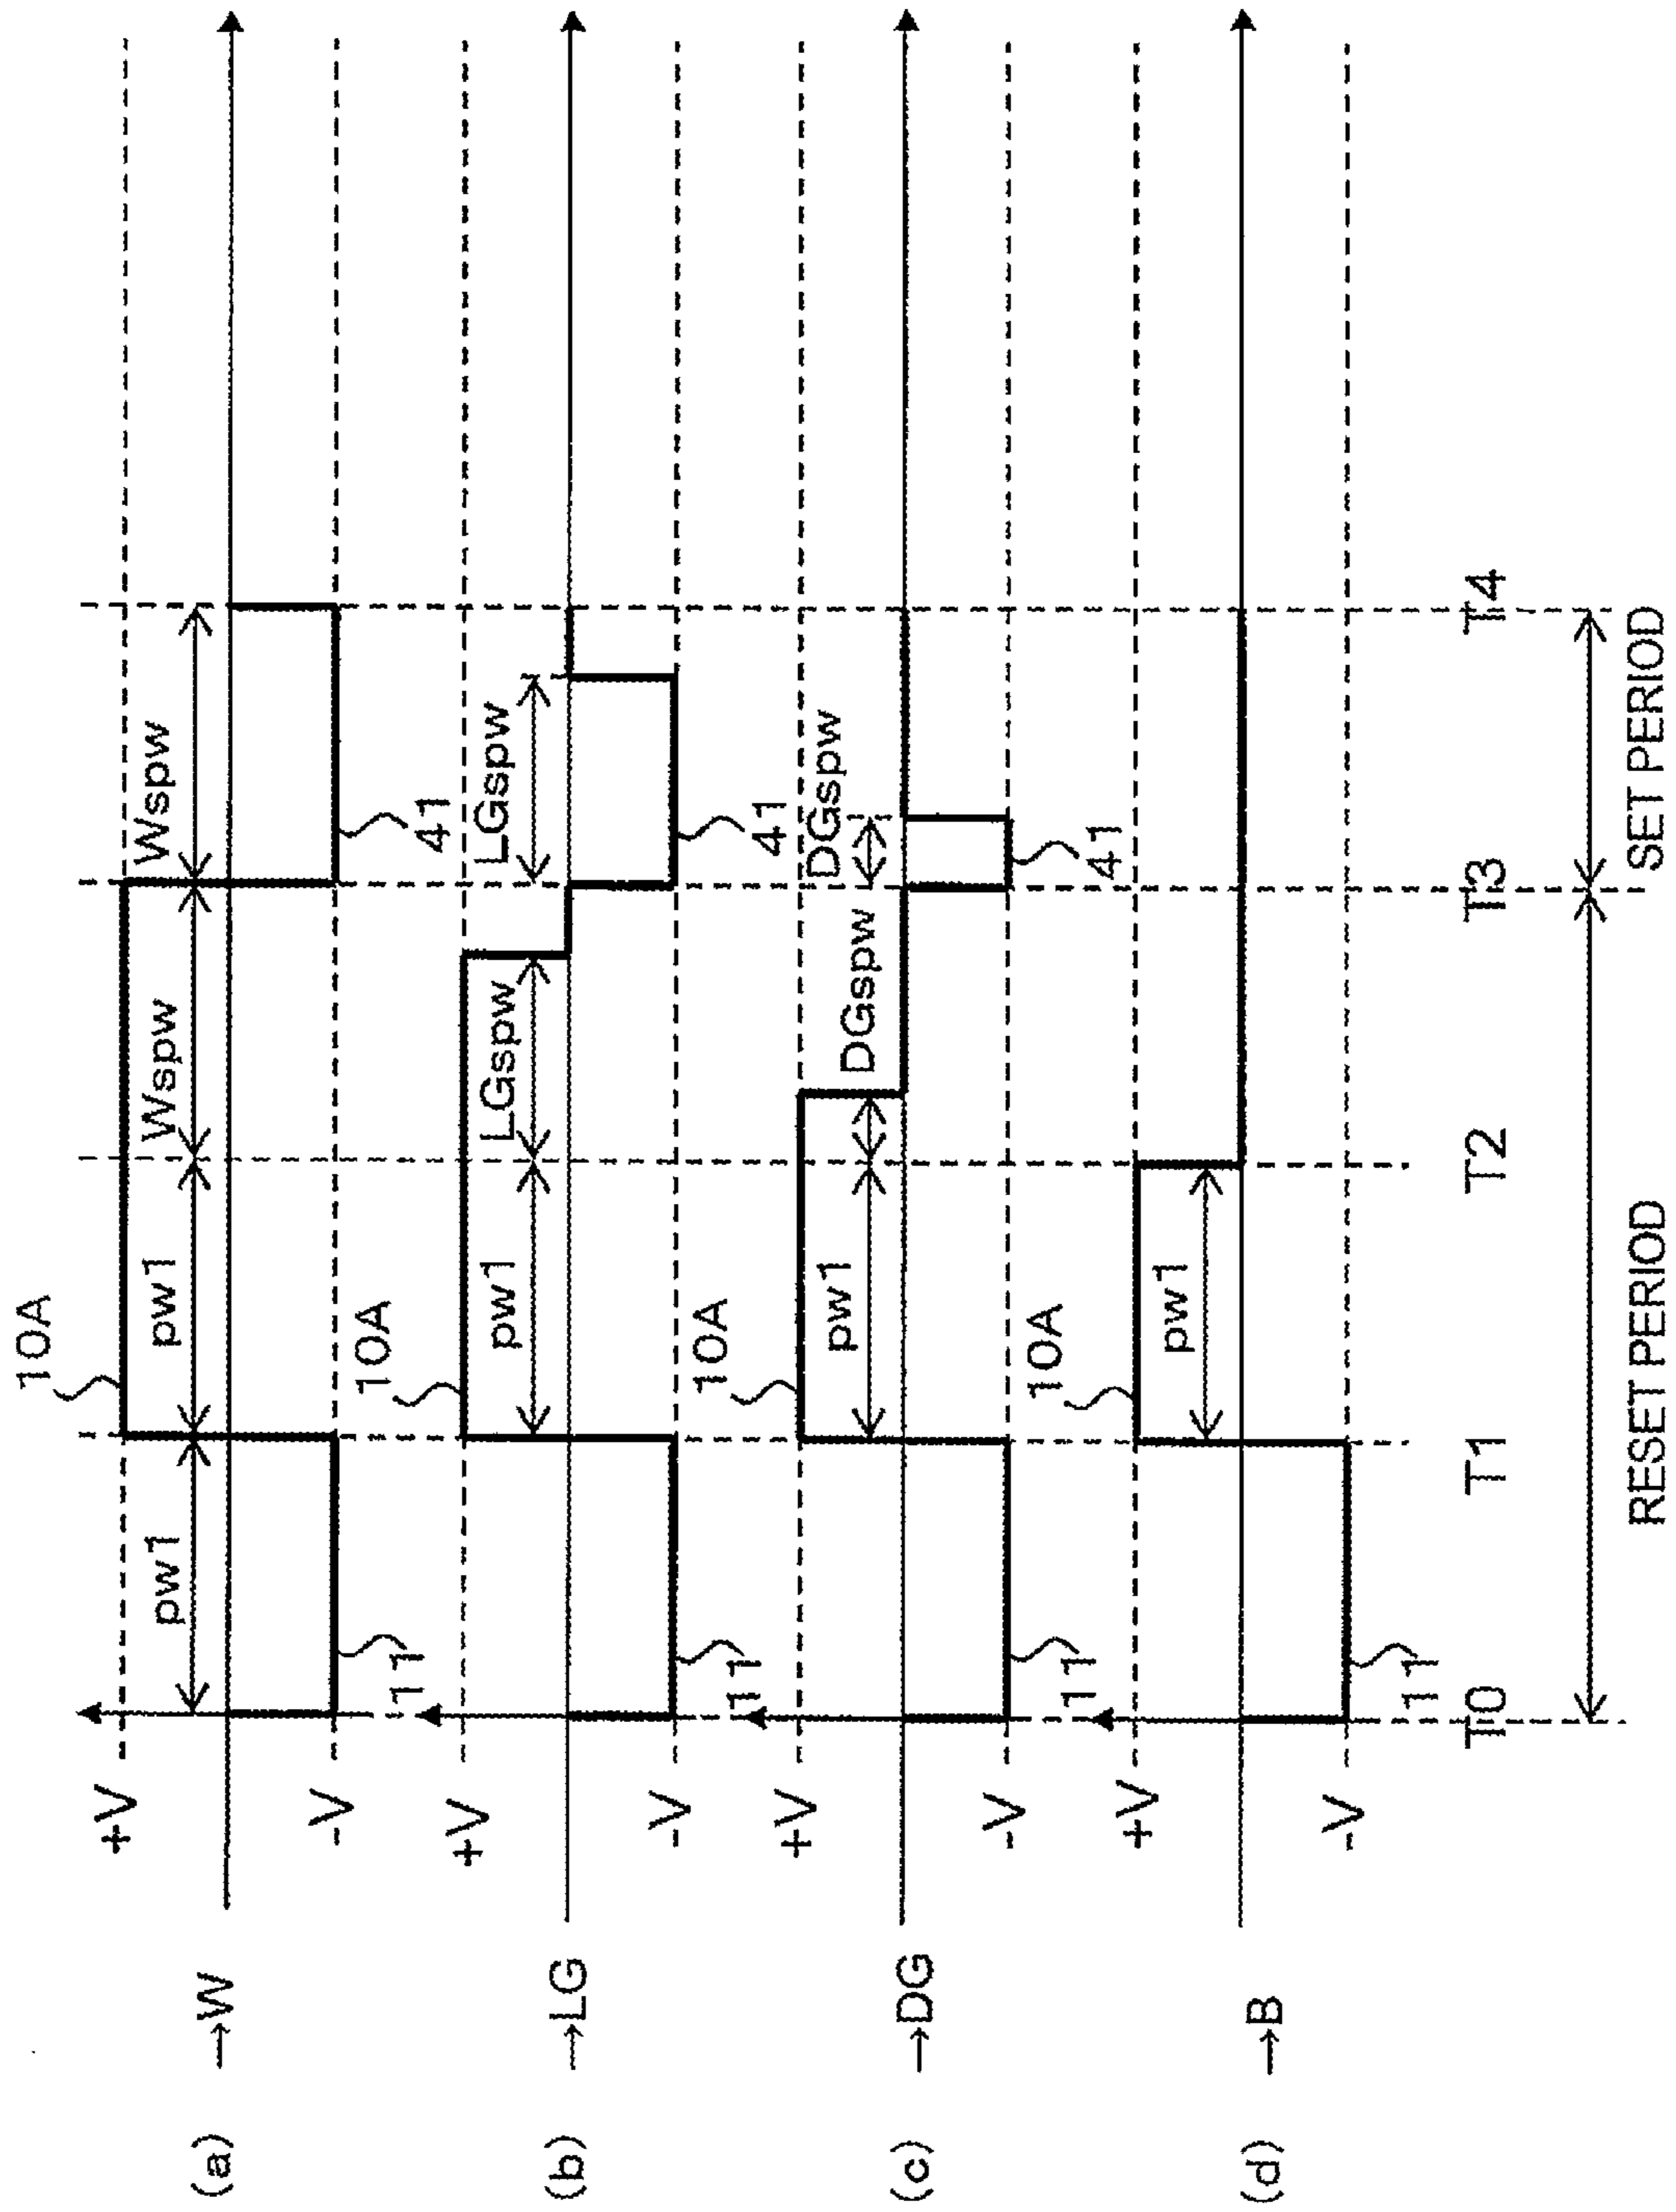 (a) →W
+V
-V
10A
pw1
pw1
Wspw
Wspw
11
41
(b) →LG
+V
-V
10A
pw1
LGspw
LGspw
11
41
(c) →DG
+V
-V
10A
pw1
DGspw
DGspw
11
41
(d) →B
+V
-V
10A
pw1
11
T0 T1 T2 T3 T4
RESET PERIOD SET PERIOD